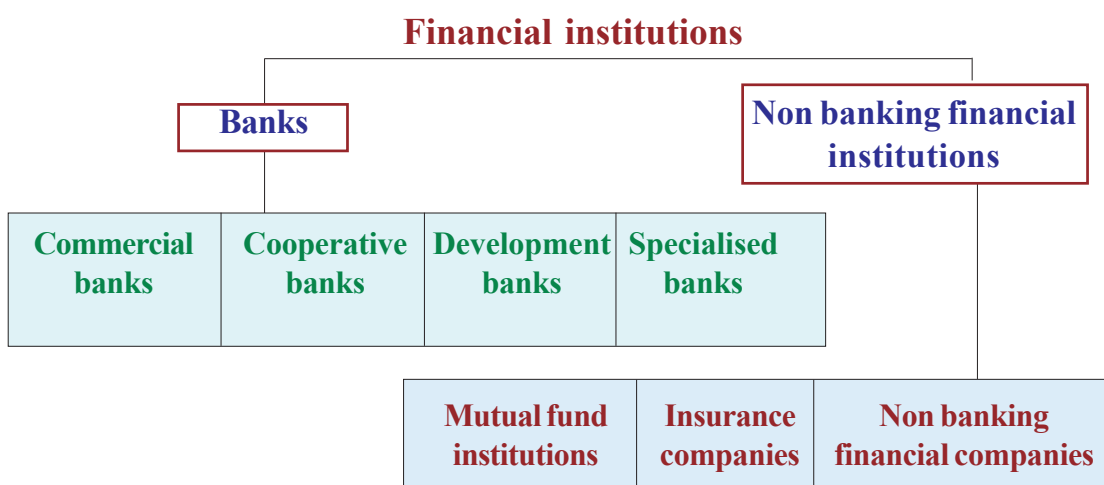 Financial institutions
Banks
Non banking financial
institutions
Commercial
banks
Cooperative
banks
Development
banks
Specialised
banks
Mutual fund
institutions
Insurance
companies
Non banking
financial companies